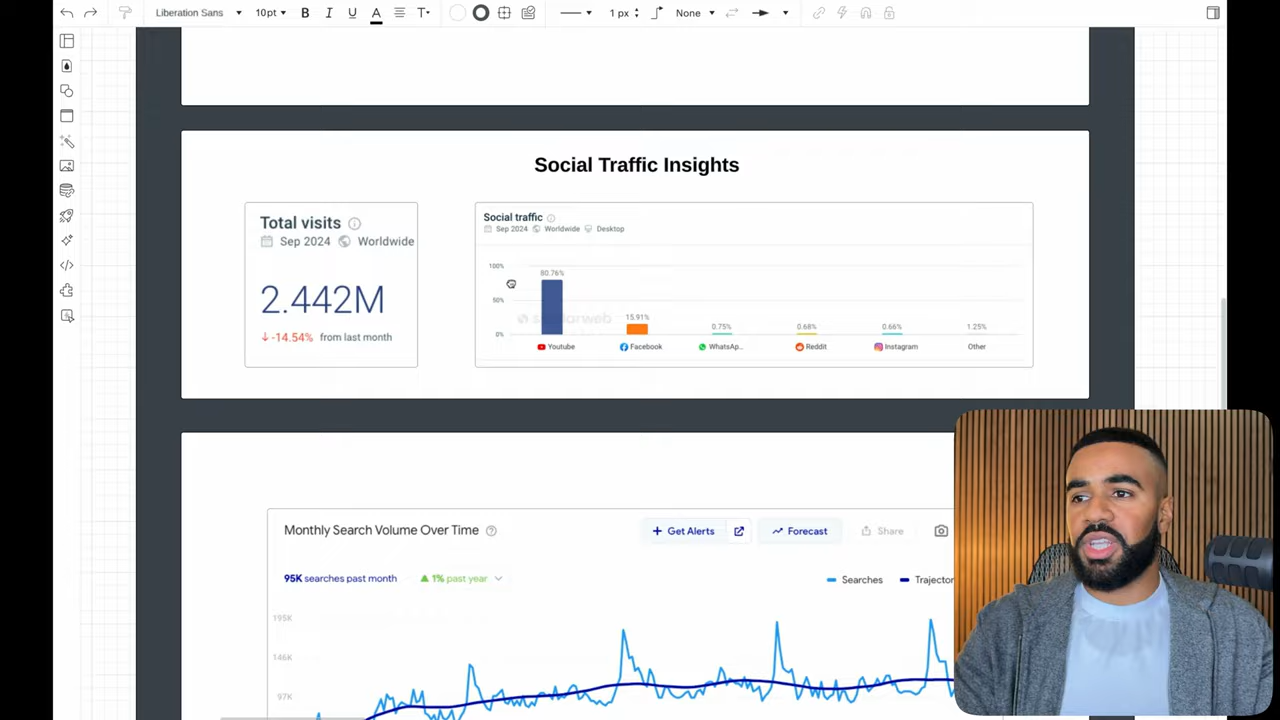 Liberation Sans 10pt B I U A T 1 px None
Social Traffic Insights
Total visits
Sep 2024 Worldwide
2.442M
-14.54% from last month
Social traffic
Sep 2024 Worldwide Desktop
100%
80.76%
50%
15.91%
similarweb
0.75%
0.68%
0.66%
1.25%
0%
Youtube
Facebook
WhatsAp...
Reddit
Instagram
Other
Monthly Search Volume Over Time
+ Get Alerts
Forecast
Share
95K searches past month
1% past year
Searches
Trajector
195K
146K
97K